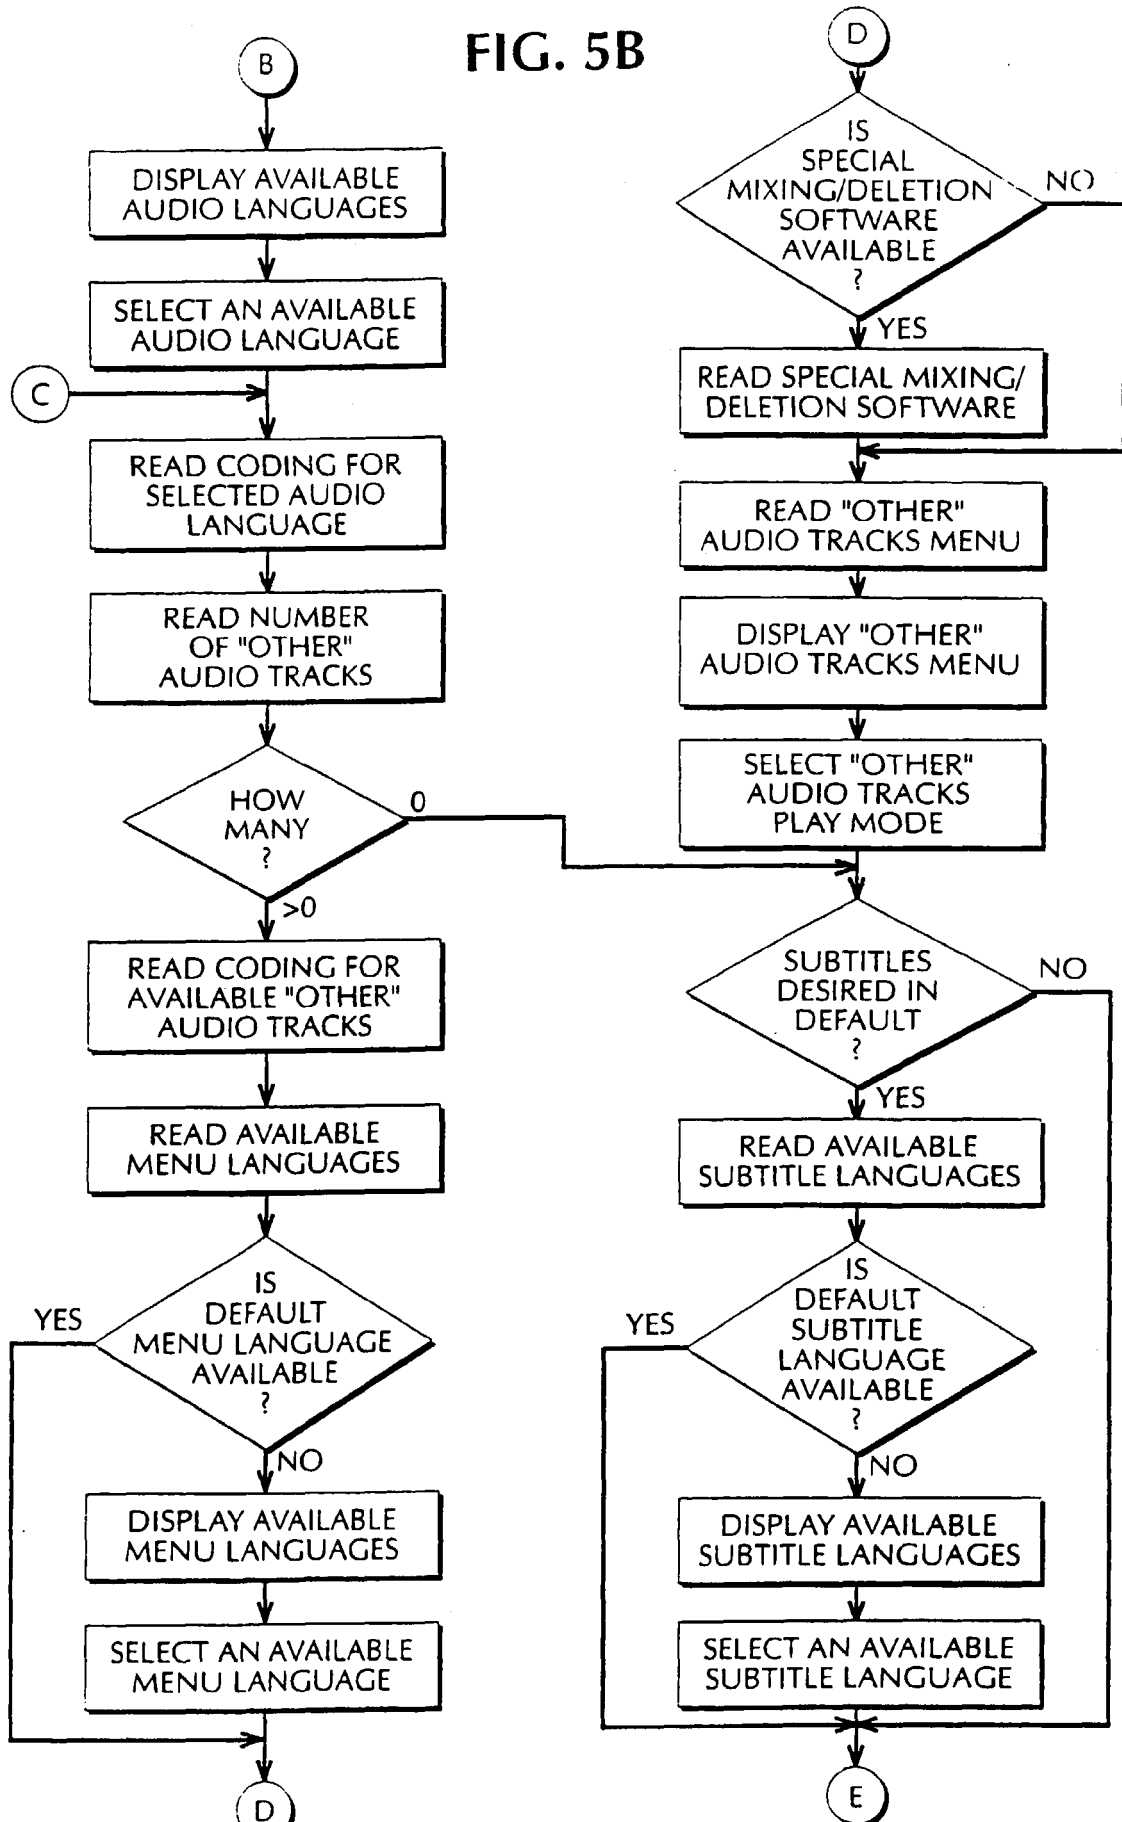 FIG. 5B
B
DISPLAY AVAILABLE
AUDIO LANGUAGES
SELECT AN AVAILABLE
AUDIO LANGUAGE
C
READ CODING FOR
SELECTED AUDIO
LANGUAGE
READ NUMBER
OF "OTHER"
AUDIO TRACKS
HOW
MANY
?
0
>0
READ CODING FOR
AVAILABLE "OTHER"
AUDIO TRACKS
READ AVAILABLE
MENU LANGUAGES
IS
DEFAULT
MENU LANGUAGE
AVAILABLE
?
YES
NO
DISPLAY AVAILABLE
MENU LANGUAGES
SELECT AN AVAILABLE
MENU LANGUAGE
D
D
IS
SPECIAL
MIXING/DELETION
SOFTWARE
AVAILABLE
?
NO
YES
READ SPECIAL MIXING/
DELETION SOFTWARE
READ "OTHER"
AUDIO TRACKS MENU
DISPLAY "OTHER"
AUDIO TRACKS MENU
SELECT "OTHER"
AUDIO TRACKS
PLAY MODE
SUBTITLES
DESIRED IN
DEFAULT
?
NO
YES
READ AVAILABLE
SUBTITLE LANGUAGES
IS
DEFAULT
SUBTITLE
LANGUAGE
AVAILABLE
?
YES
NO
DISPLAY AVAILABLE
SUBTITLE LANGUAGES
SELECT AN AVAILABLE
SUBTITLE LANGUAGE
E